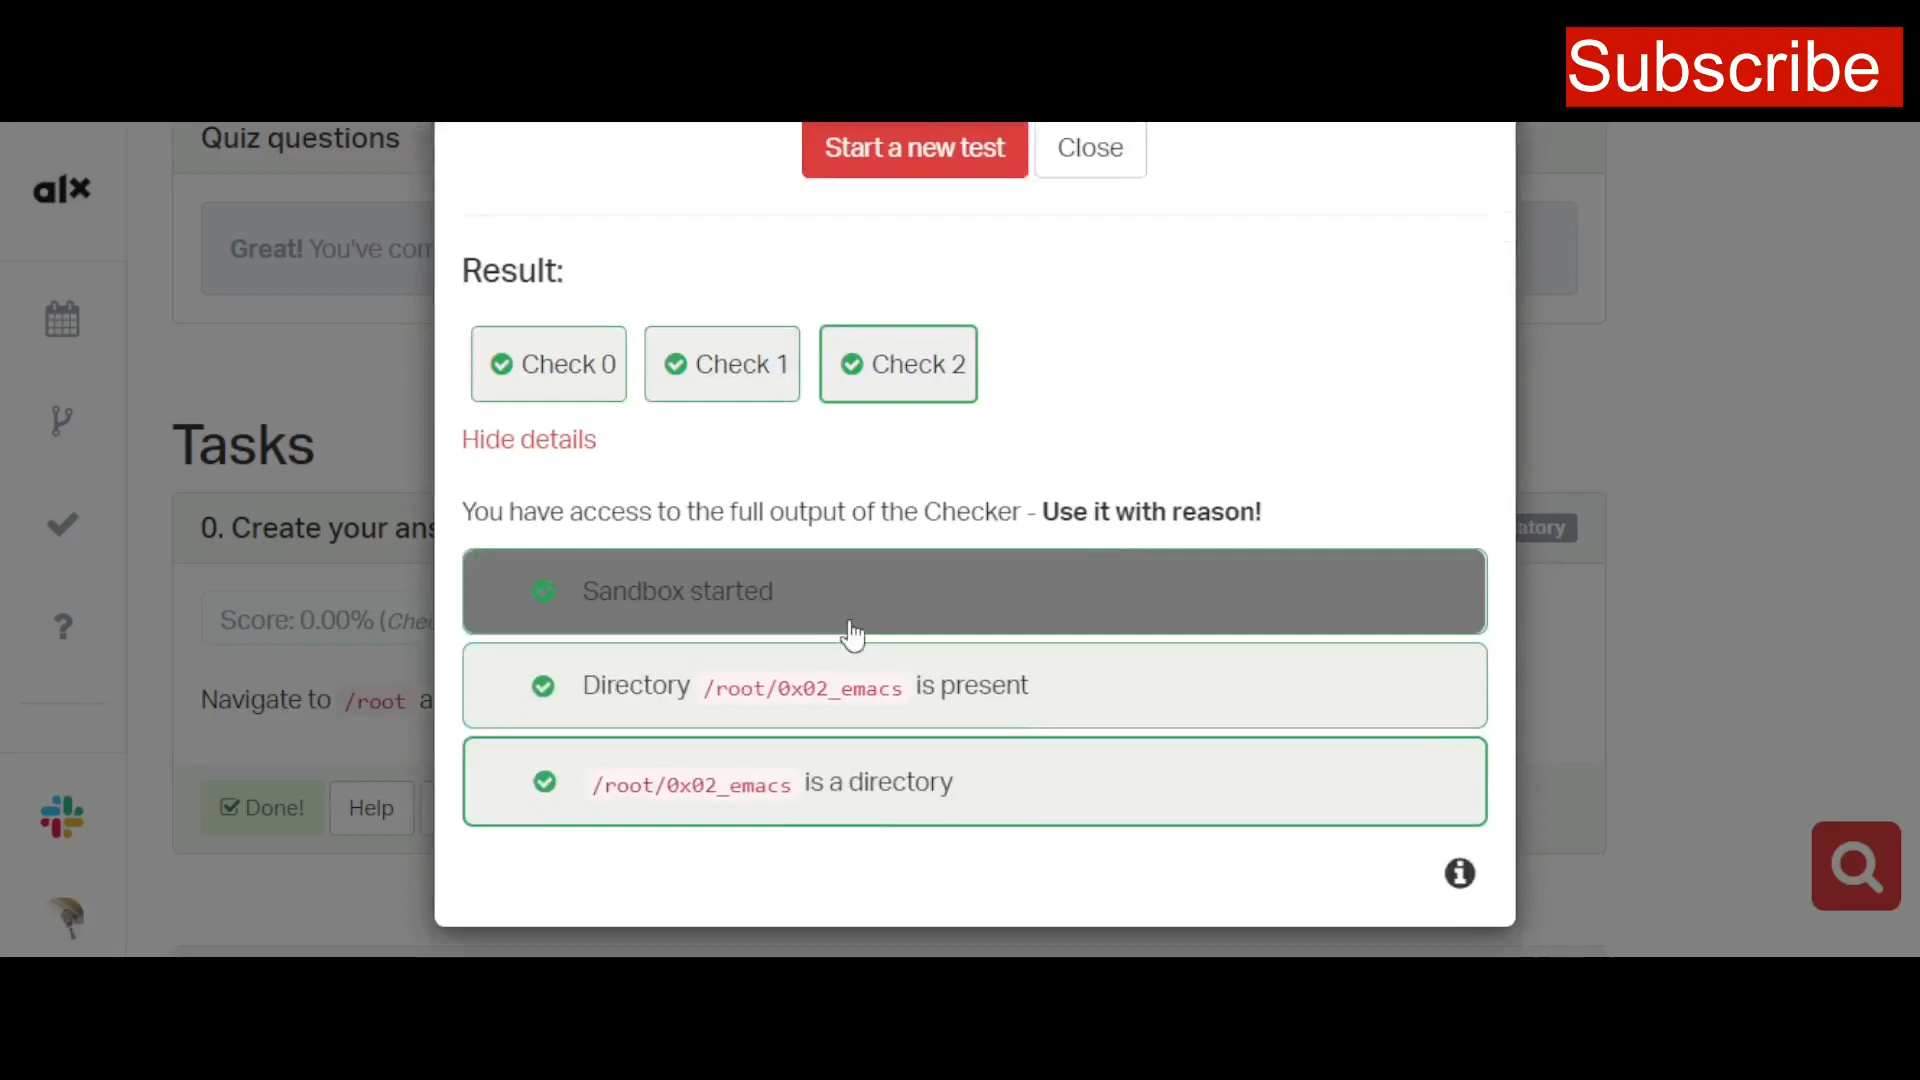 Subscribe
Quiz questions
Start a new test
Close
alx
Great! You've com
Result:
Check 0
Check 1
Check 2
Hide details
Tasks
You have access to the full output of the Checker - Use it with reason!
0. Create your ans
atory
Sandbox started
Score: 0.00% (Chec
Directory /root/0x02_emacs is present
Navigate to /root a
/root/0x02_emacs is a directory
Done!
Help